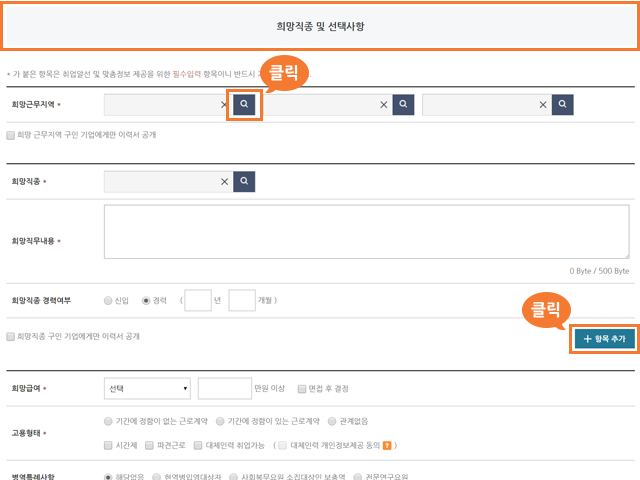 희망직종 및 선택사항
* 가 붙은 항목은 취업알선 및 맞춤정보 제공을 위한 필수입력 항목이니 반드시
클릭
희망근무지역 *
희망 근무지역 구인 기업에게만 이력서 공개
희망직종 *
희망직무내용 *
0 Byte / 500 Byte
희망직종 경력여부 신입 경력 ( 년 개월 )
클릭
희망직종 구인 기업에게만 이력서 공개 + 항목 추가
희망급여 * 선택 만원 이상 면접 후 결정
기간에 정함이 없는 근로계약 기간에 정함이 있는 근로계약 관계없음
고용형태 *
시간제 파견근로 대체인력 취업가능 ( 대체인력 개인정보제공 동의 )
병역특례사항 해당없음 현역병입영대상자 사회복무요원 소집대상인 보충역 전문연구요원